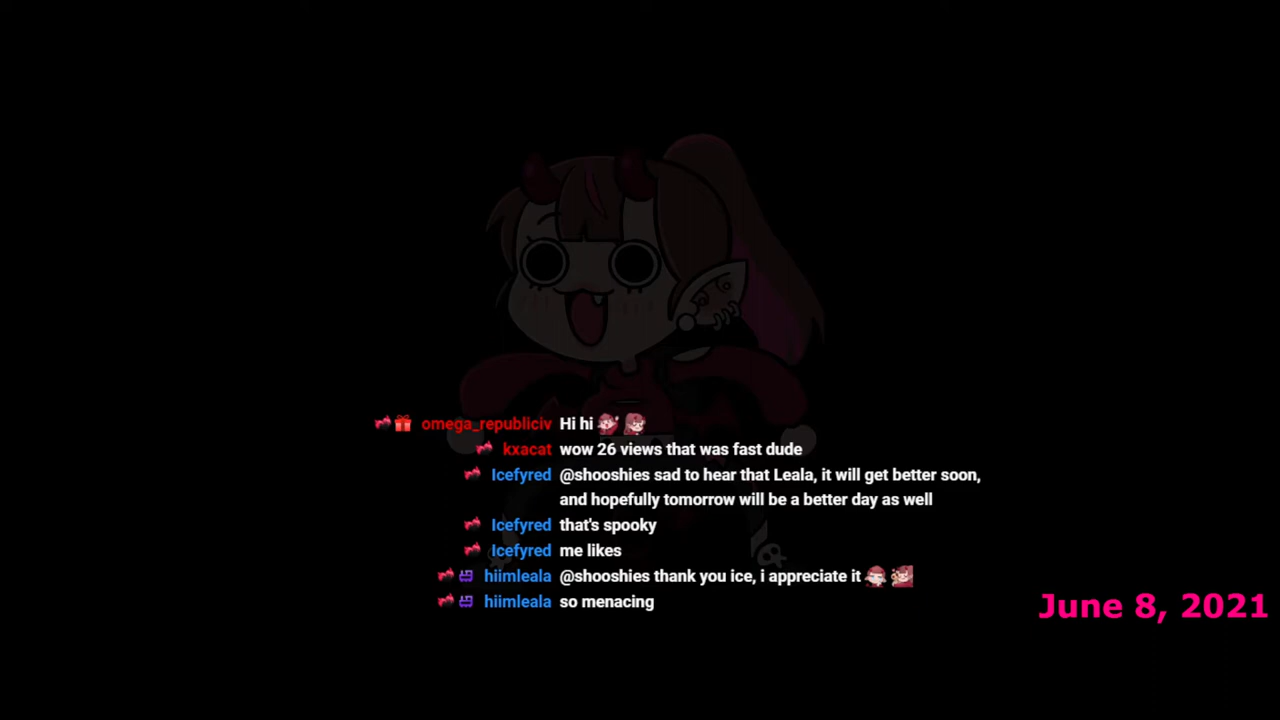 omega_republiciv Hi hi
kxacat wow 26 views that was fast dude
Icefyred @shooshies sad to hear that Leala, it will get better soon,
and hopefully tomorrow will be a better day as well
Icefyred that's spooky
Icefyred me likes
hiimleala @shooshies thank you ice, i appreciate it
hiimleala so menacing
June 8, 2021